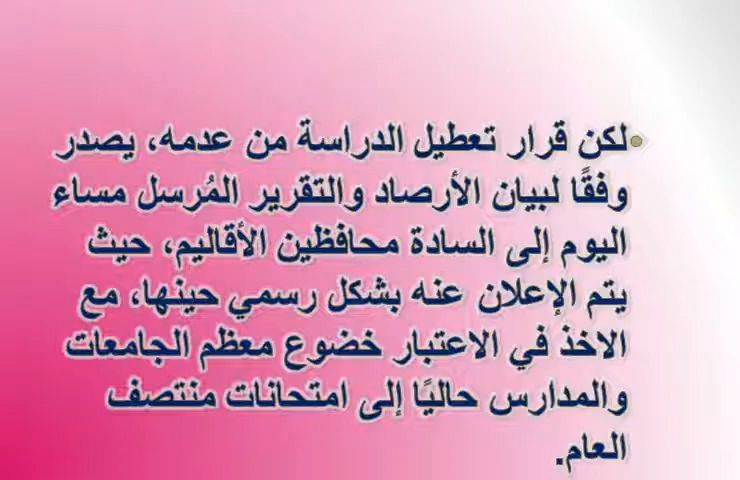 •لكن قرار تعطيل الدراسة من عدمه، يصدر
وفقًا لبيان الأرصاد والتقرير المُرسل مساء
اليوم إلى السادة محافظين الأقاليم، حيث
يتم الإعلان عنه بشكل رسمي حينها، مع
الاخذ في الاعتبار خضوع معظم الجامعات
والمدارس حاليًا إلى امتحانات منتصف
العام.